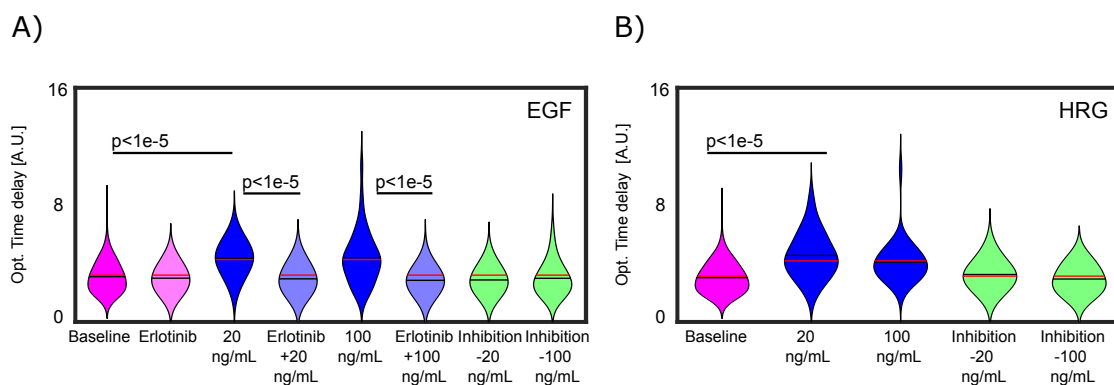 A)
B)
16
EGF
p<1e-5
p<1e-5
p<1e-5
8
0
Opt. Time delay [A.U.]
Baseline
Erlotinib
20
ng/mL
Erlotinib
+20
ng/mL
100
ng/mL
Erlotinib
+100
ng/mL
Inhibition
-20
ng/mL
Inhibition
-100
ng/mL
16
HRG
p<1e-5
8
0
Opt. Time delay [A.U.]
Baseline
20
ng/mL
100
ng/mL
Inhibition
-20
ng/mL
Inhibition
-100
ng/mL